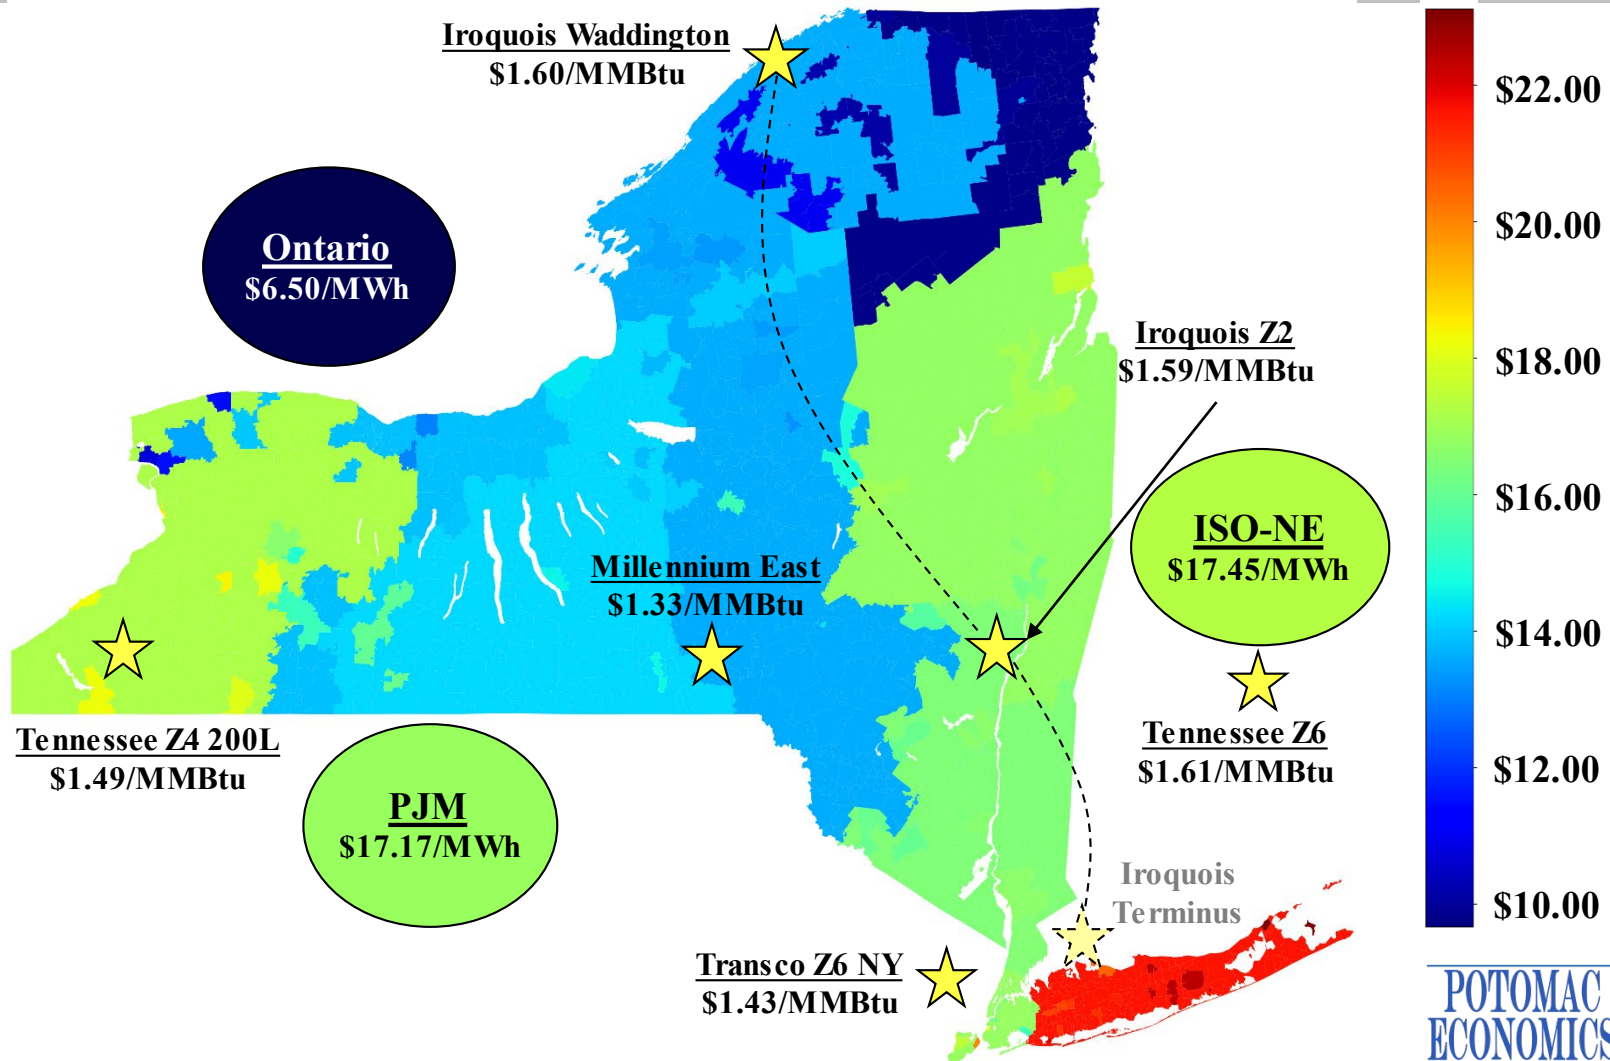 Iroquois Waddington
$1.60/MMBtu
Ontario
$6.50/MWh
Iroquois Z2
$1.59/MMBtu
ISO-NE
$17.45/MWh
Millennium East
$1.33/MMBtu
Tennessee Z4 200L
$1.49/MMBtu
Tennessee Z6
$1.61/MMBtu
PJM
$17.17/MWh
Iroquois
Terminus
Transco Z6 NY
$1.43/MMBtu
$22.00
$20.00
$18.00
$16.00
$14.00
$12.00
$10.00
POTOMAC
ECONOMICS